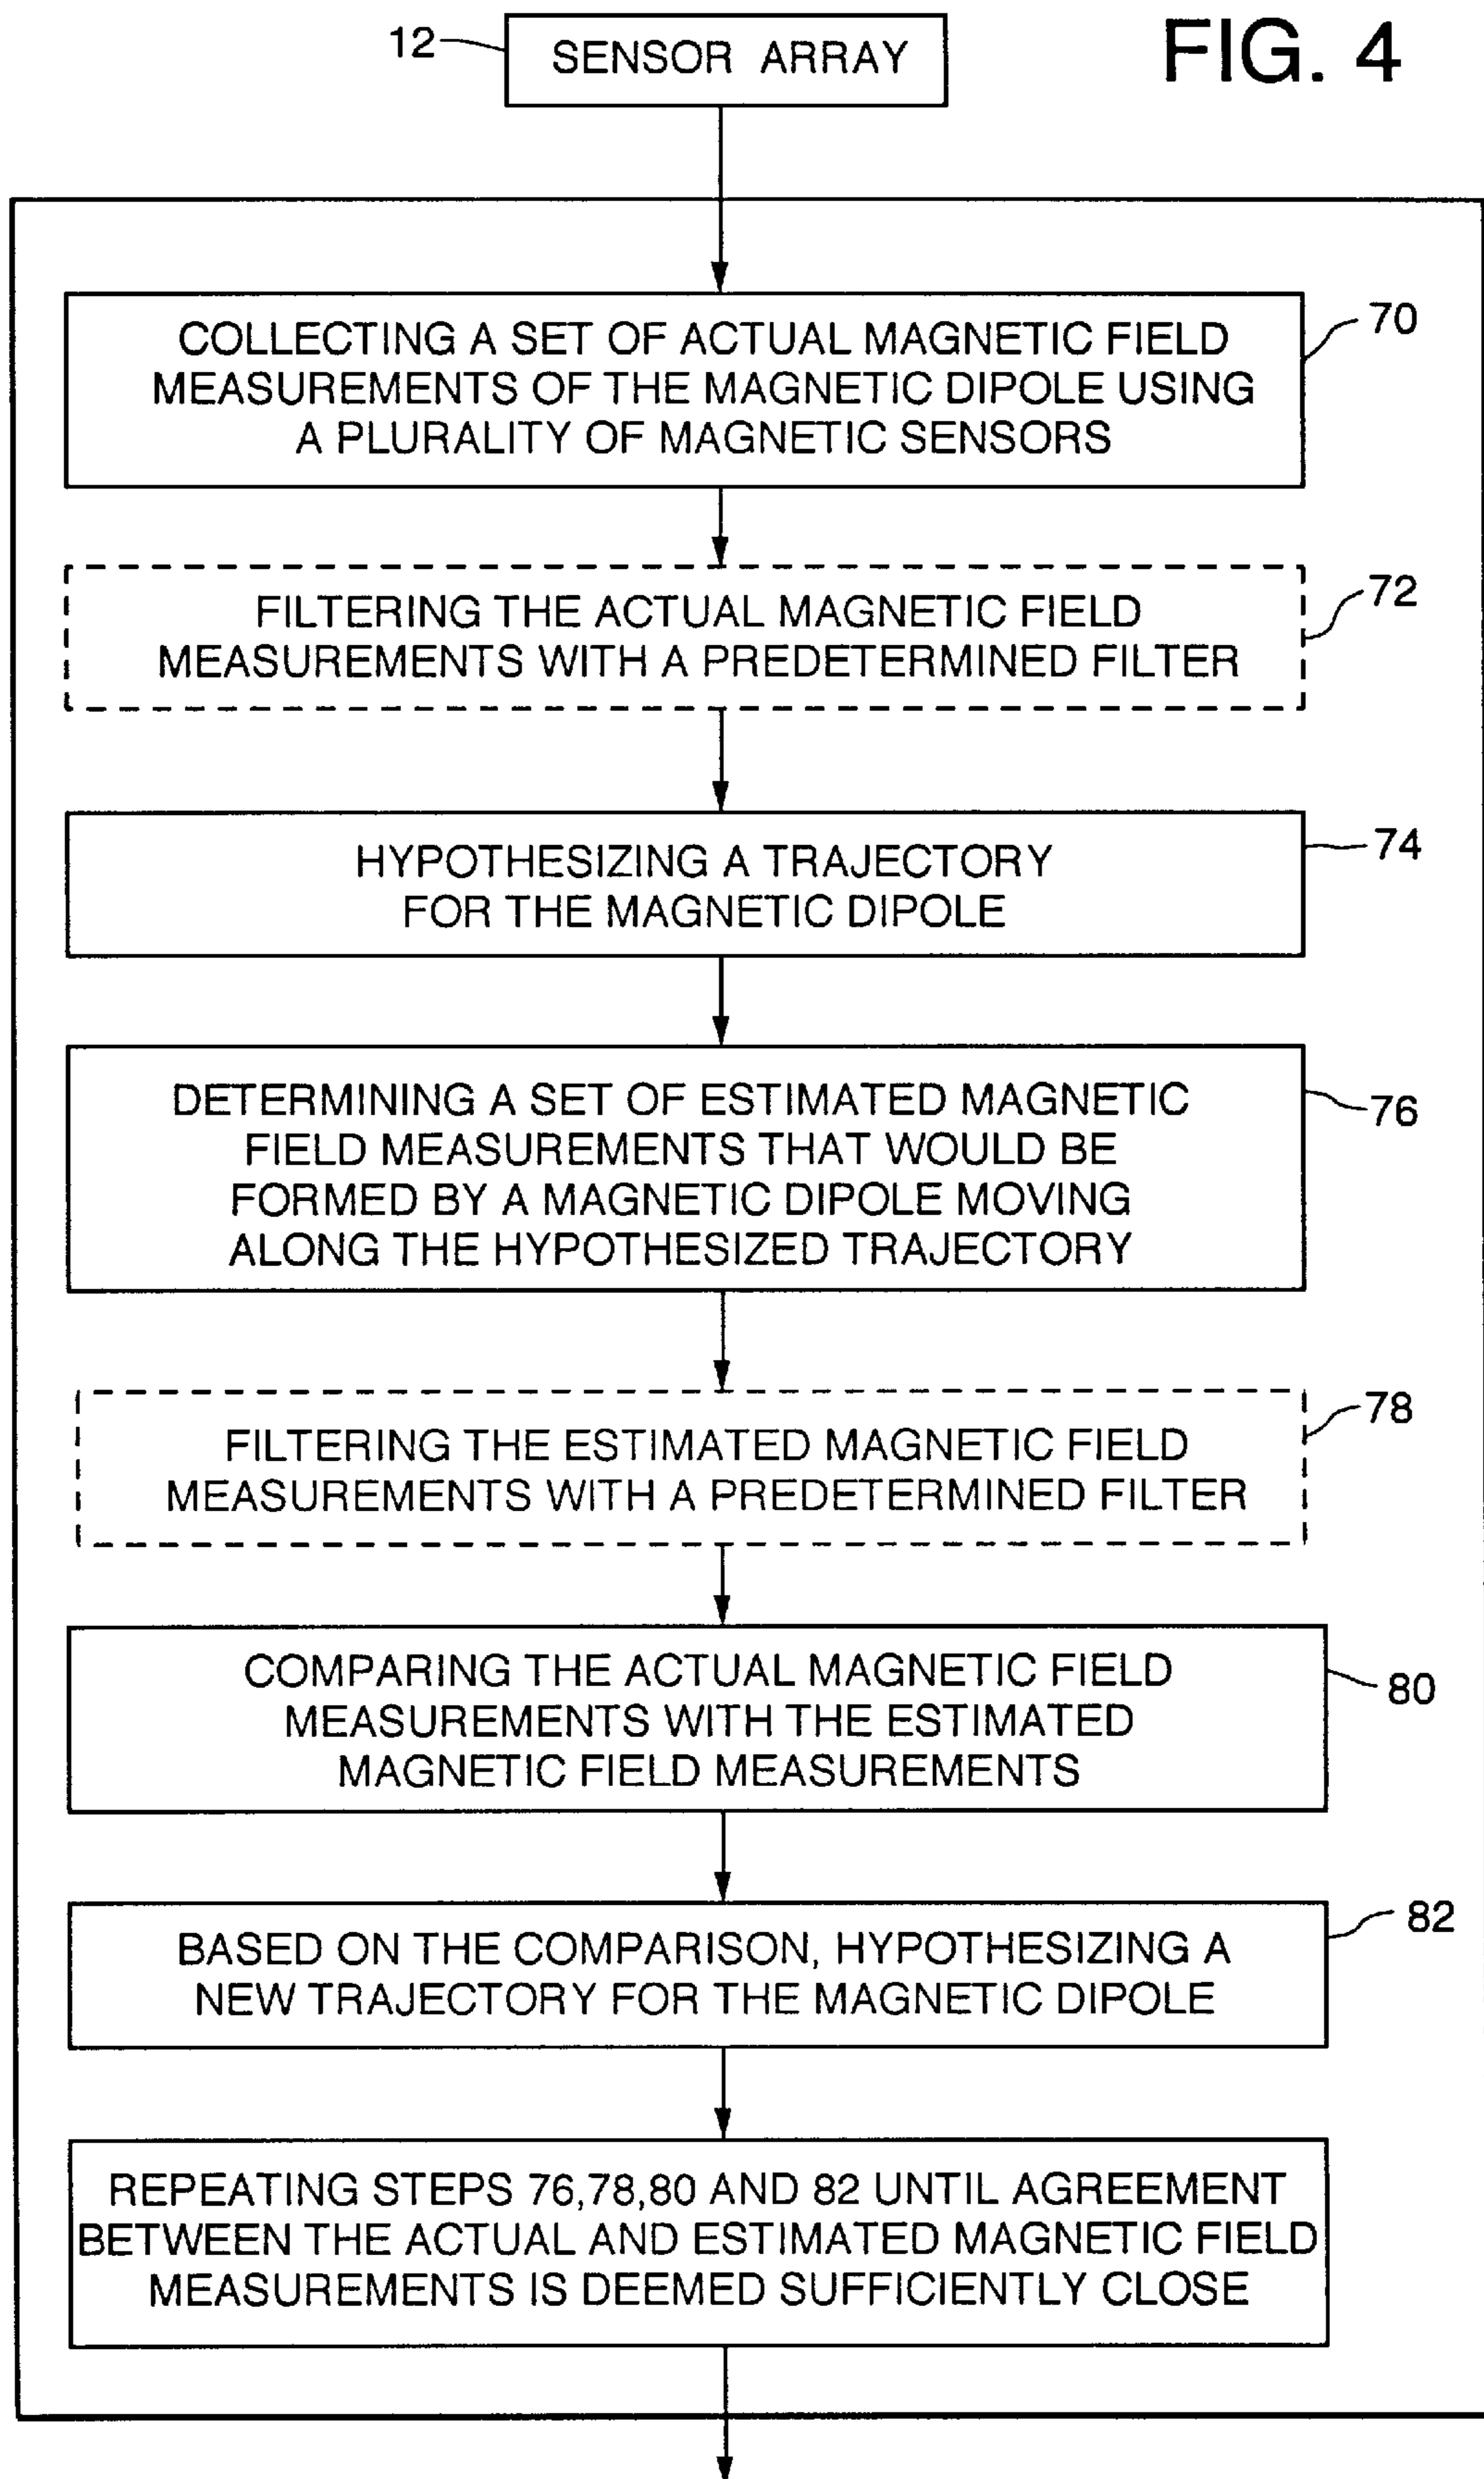 FIG. 4
12
SENSOR ARRAY
70
COLLECTING A SET OF ACTUAL MAGNETIC FIELD
MEASUREMENTS OF THE MAGNETIC DIPOLE USING
A PLURALITY OF MAGNETIC SENSORS
72
FILTERING THE ACTUAL MAGNETIC FIELD
MEASUREMENTS WITH A PREDETERMINED FILTER
74
HYPOTHESIZING A TRAJECTORY
FOR THE MAGNETIC DIPOLE
76
DETERMINING A SET OF ESTIMATED MAGNETIC
FIELD MEASUREMENTS THAT WOULD BE
FORMED BY A MAGNETIC DIPOLE MOVING
ALONG THE HYPOTHESIZED TRAJECTORY
78
FILTERING THE ESTIMATED MAGNETIC FIELD
MEASUREMENTS WITH A PREDETERMINED FILTER
80
COMPARING THE ACTUAL MAGNETIC FIELD
MEASUREMENTS WITH THE ESTIMATED
MAGNETIC FIELD MEASUREMENTS
82
BASED ON THE COMPARISON, HYPOTHESIZING A
NEW TRAJECTORY FOR THE MAGNETIC DIPOLE
REPEATING STEPS 76,78,80 AND 82 UNTIL AGREEMENT
BETWEEN THE ACTUAL AND ESTIMATED MAGNETIC FIELD
MEASUREMENTS IS DEEMED SUFFICIENTLY CLOSE